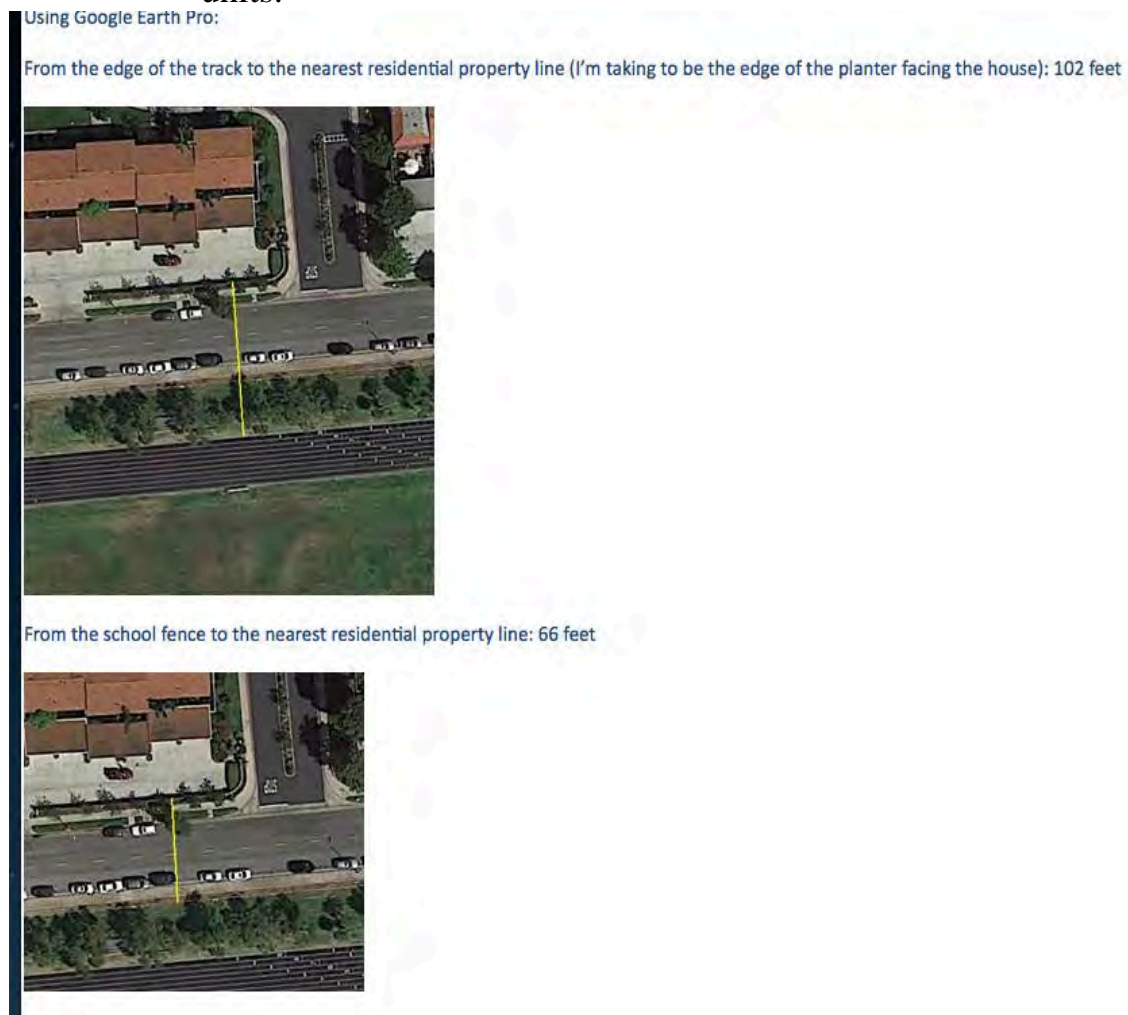 units.
Using Google Earth Pro:
From the edge of the track to the nearest residential property line (I'm taking to be the edge of the planter facing the house): 102 feet
From the school fence to the nearest residential property line: 66 feet